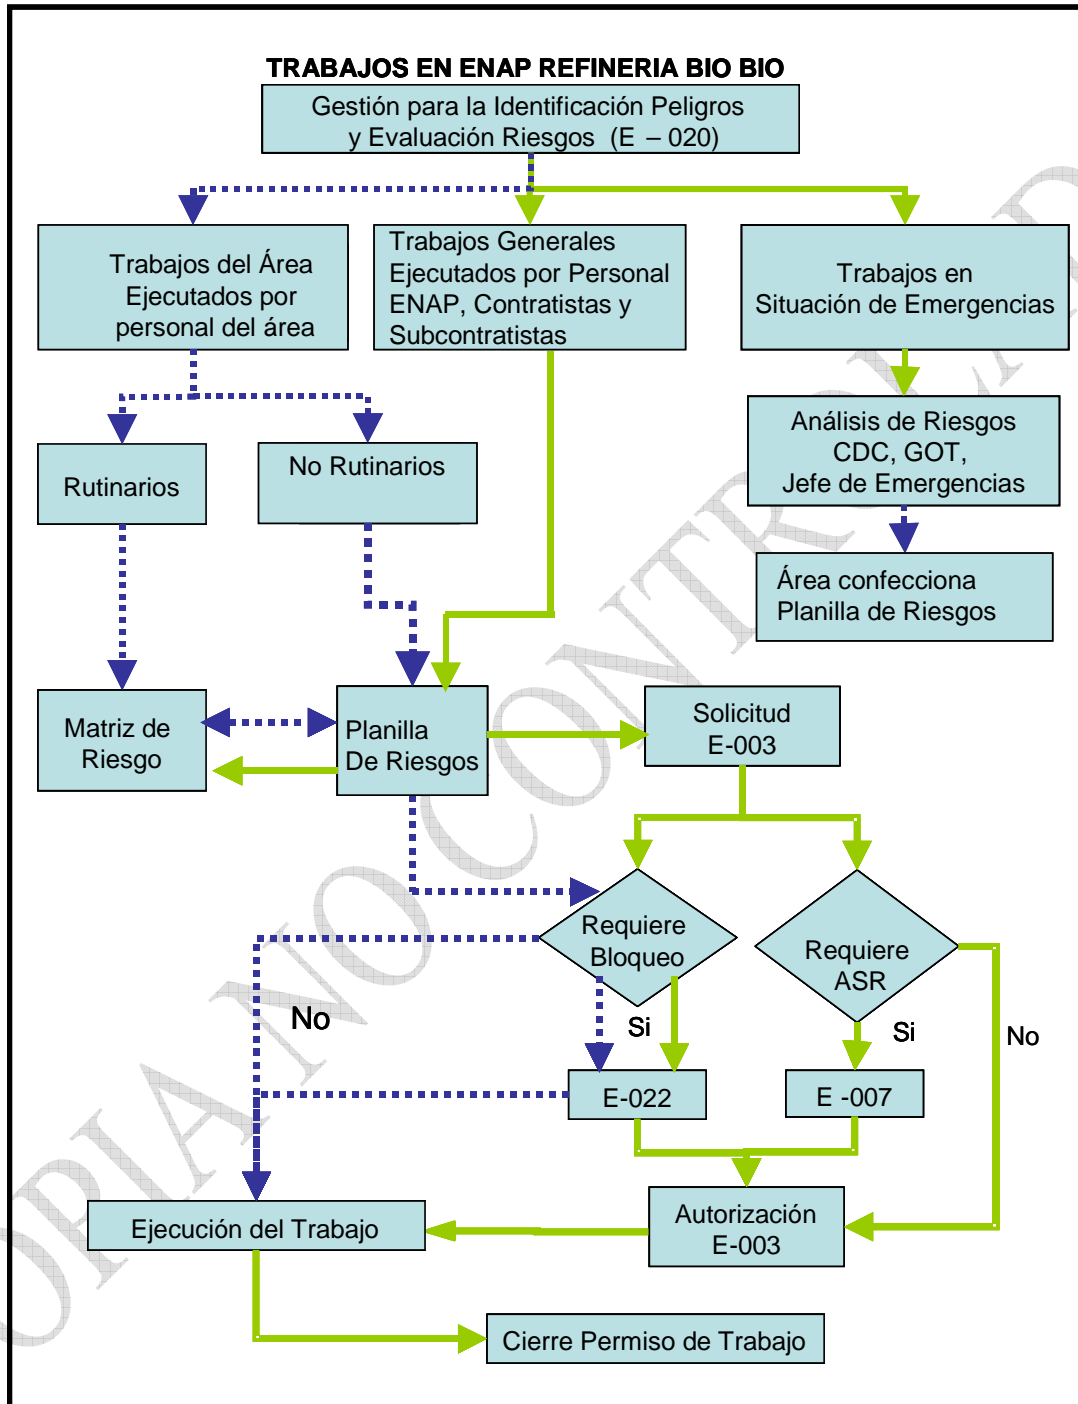 TRABAJOS EN ENAP REFINERIA BIO BIO
Gestión para la Identificación Peligros
y Evaluación Riesgos (E – 020)
Trabajos del Área
Ejecutados por
personal del área
Trabajos Generales
Ejecutados por Personal
ENAP, Contratistas y
Subcontratistas
Trabajos en
Situación de Emergencias
Rutinarios
No Rutinarios
Análisis de Riesgos
CDC, GOT,
Jefe de Emergencias
Área confecciona
Planilla de Riesgos
Matriz de
Riesgo
Planilla
De Riesgos
Solicitud
E-003
Requiere
Bloqueo
Requiere
ASR
No
Si
Si
No
E-022
E -007
Ejecución del Trabajo
Autorización
E-003
Cierre Permiso de Trabajo
OPIA NO CONTROLAD